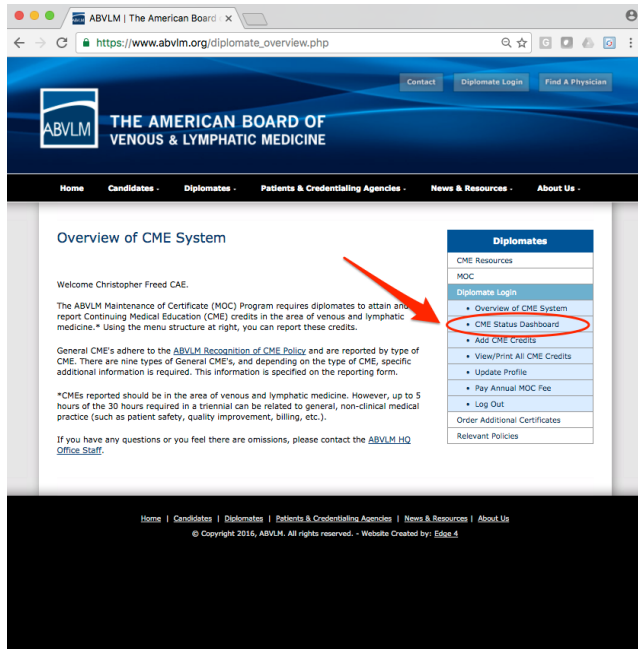 ABVLM | The American Board
https://www.abvlm.org/diplomate_overview.php
Contact
Diplomate Login
Find A Physician
ABVLM
THE AMERICAN BOARD OF
VENOUS & LYMPHATIC MEDICINE
Home
Candidates -
Diplomates -
Patients & Credentialing Agencies -
News & Resources -
About Us -
Overview of CME System
Welcome Christopher Freed CAE.
The ABVLM Maintenance of Certificate (MOC) Program requires diplomates to attain and
report Continuing Medical Education (CME) credits in the area of venous and lymphatic
medicine.* Using the menu structure at right, you can report these credits.
General CME's adhere to the ABVLM Recognition of CME Policy and are reported by type of
CME. There are nine types of General CME's, and depending on the type of CME, specific
additional information is required. This information is specified on the reporting form.
*CMEs reported should be in the area of venous and lymphatic medicine. However, up to 5
hours of the 30 hours required in a triennial can be related to general, non-clinical medical
practice (such as patient safety, quality improvement, billing, etc.).
If you have any questions or you feel there are omissions, please contact the ABVLM HQ
Office Staff.
Diplomates
CME Resources
MOC
Diplomate Login
• Overview of CME System
• CME Status Dashboard
• Add CME Credits
• View/Print All CME Credits
• Update Profile
• Pay Annual MOC Fee
• Log Out
Order Additional Certificates
Relevant Policies
Home | Candidates | Diplomates | Patients & Credentialing Agencies | News & Resources | About Us
© Copyright 2016, ABVLM. All rights reserved. - Website Created by: Edge 4